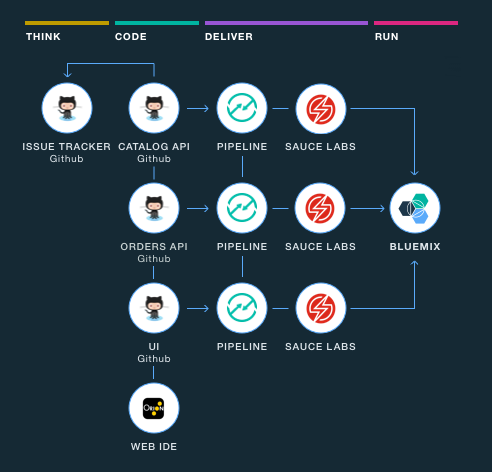 THINK
CODE
DELIVER
RUN
ISSUE TRACKER
Github
CATALOG API
Github
PIPELINE
SAUCE LABS
ORDERS API
Github
PIPELINE
SAUCE LABS
BLUEMIX
UI
Github
PIPELINE
SAUCE LABS
ORION
WEB IDE